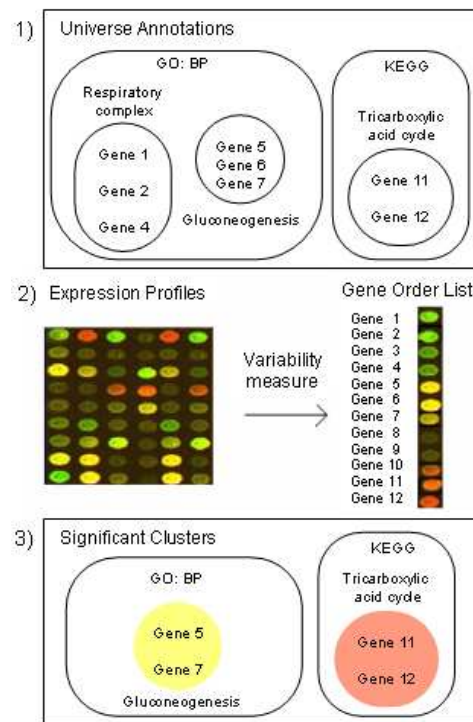 1) Universe Annotations
GO: BP
KEGG
Respiratory
complex
Gene 1
Gene 2
Gene 4
Gene 5
Gene 6
Gene 7
Gluconeogenesis
Tricarboxylic
acid cycle
Gene 11
Gene 12
2) Expression Profiles
Variability
measure
Gene Order List
Gene 1
Gene 2
Gene 3
Gene 4
Gene 5
Gene 6
Gene 7
Gene 8
Gene 9
Gene 10
Gene 11
Gene 12
3) Significant Clusters
GO: BP
Gene 5
Gene 7
Gluconeogenesis
KEGG
Tricarboxylic
acid cycle
Gene 11
Gene 12